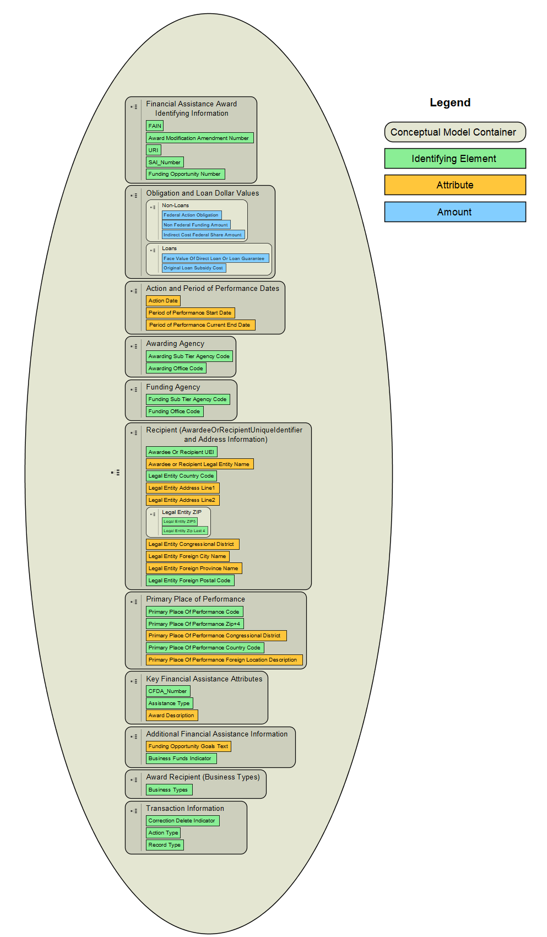 Financial Assistance Award
Identifying Information
FAIN
Award Modification Amendment Number
URI
SAI_Number
Funding Opportunity Number
Obligation and Loan Dollar Values
Non-Loans
Federal Action Obligation
Non Federal Funding Amount
Indirect Cost Federal Share Amount
Loans
Face Value Of Direct Loan Or Loan Guarantee
Original Loan Subsidy Cost
Action and Period of Performance Dates
Action Date
Period of Performance Start Date
Period of Performance Current End Date
Awarding Agency
Awarding Sub Tier Agency Code
Awarding Office Code
Funding Agency
Funding Sub Tier Agency Code
Funding Office Code
Recipient (AwardeeOrRecipientUniqueIdentifier
and Address Information)
Awardee Or Recipient UEI
Awardee or Recipient Legal Entity Name
Legal Entity Country Code
Legal Entity Address Line1
Legal Entity Address Line2
Legal Entity ZIP
Legal Entity ZIP5
Legal Entity Zip Last 4
Legal Entity Congressional District
Legal Entity Foreign City Name
Legal Entity Foreign Province Name
Legal Entity Foreign Postal Code
Primary Place of Performance
Primary Place Of Performance Code
Primary Place Of Performance Zip+4
Primary Place Of Performance Congressional District
Primary Place Of Performance Country Code
Primary Place Of Performance Foreign Location Description
Key Financial Assistance Attributes
CFDA_Number
Assistance Type
Award Description
Additional Financial Assistance Information
Funding Opportunity Goals Text
Business Funds Indicator
Award Recipient (Business Types)
Business Types
Transaction Information
Correction Delete Indicator
Action Type
Record Type
Legend
Conceptual Model Container
Identifying Element
Attribute
Amount